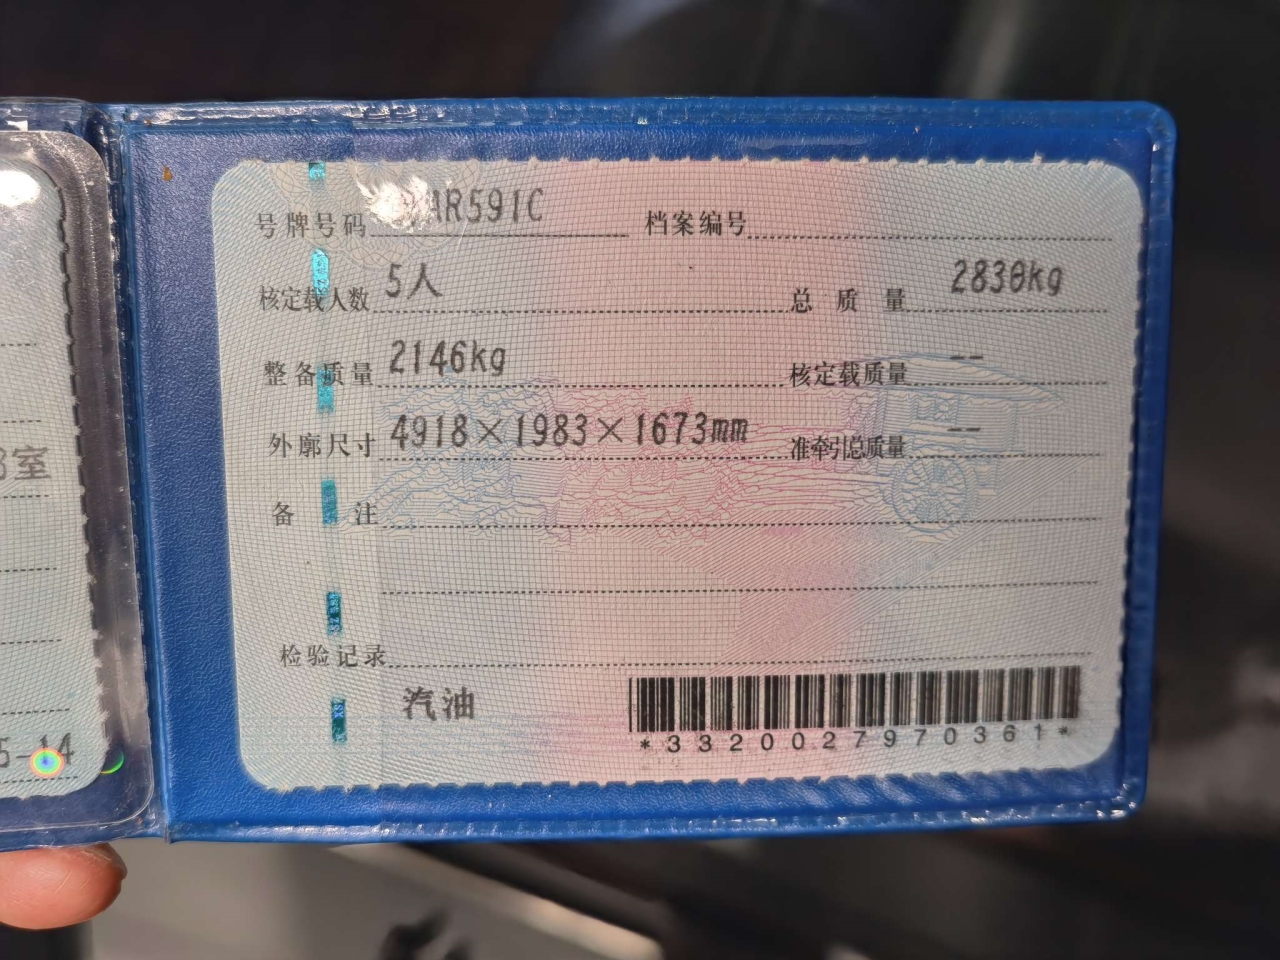 号牌号码 AR591C 档案编号
核定载人数 5人 总质量 2830kg
整备质量 2146kg 核定载质量 --
外廓尺寸 4918×1983×1673mm 准牵引总质量 --
备注
检验记录
汽油
*3320027970361*
室
5-14